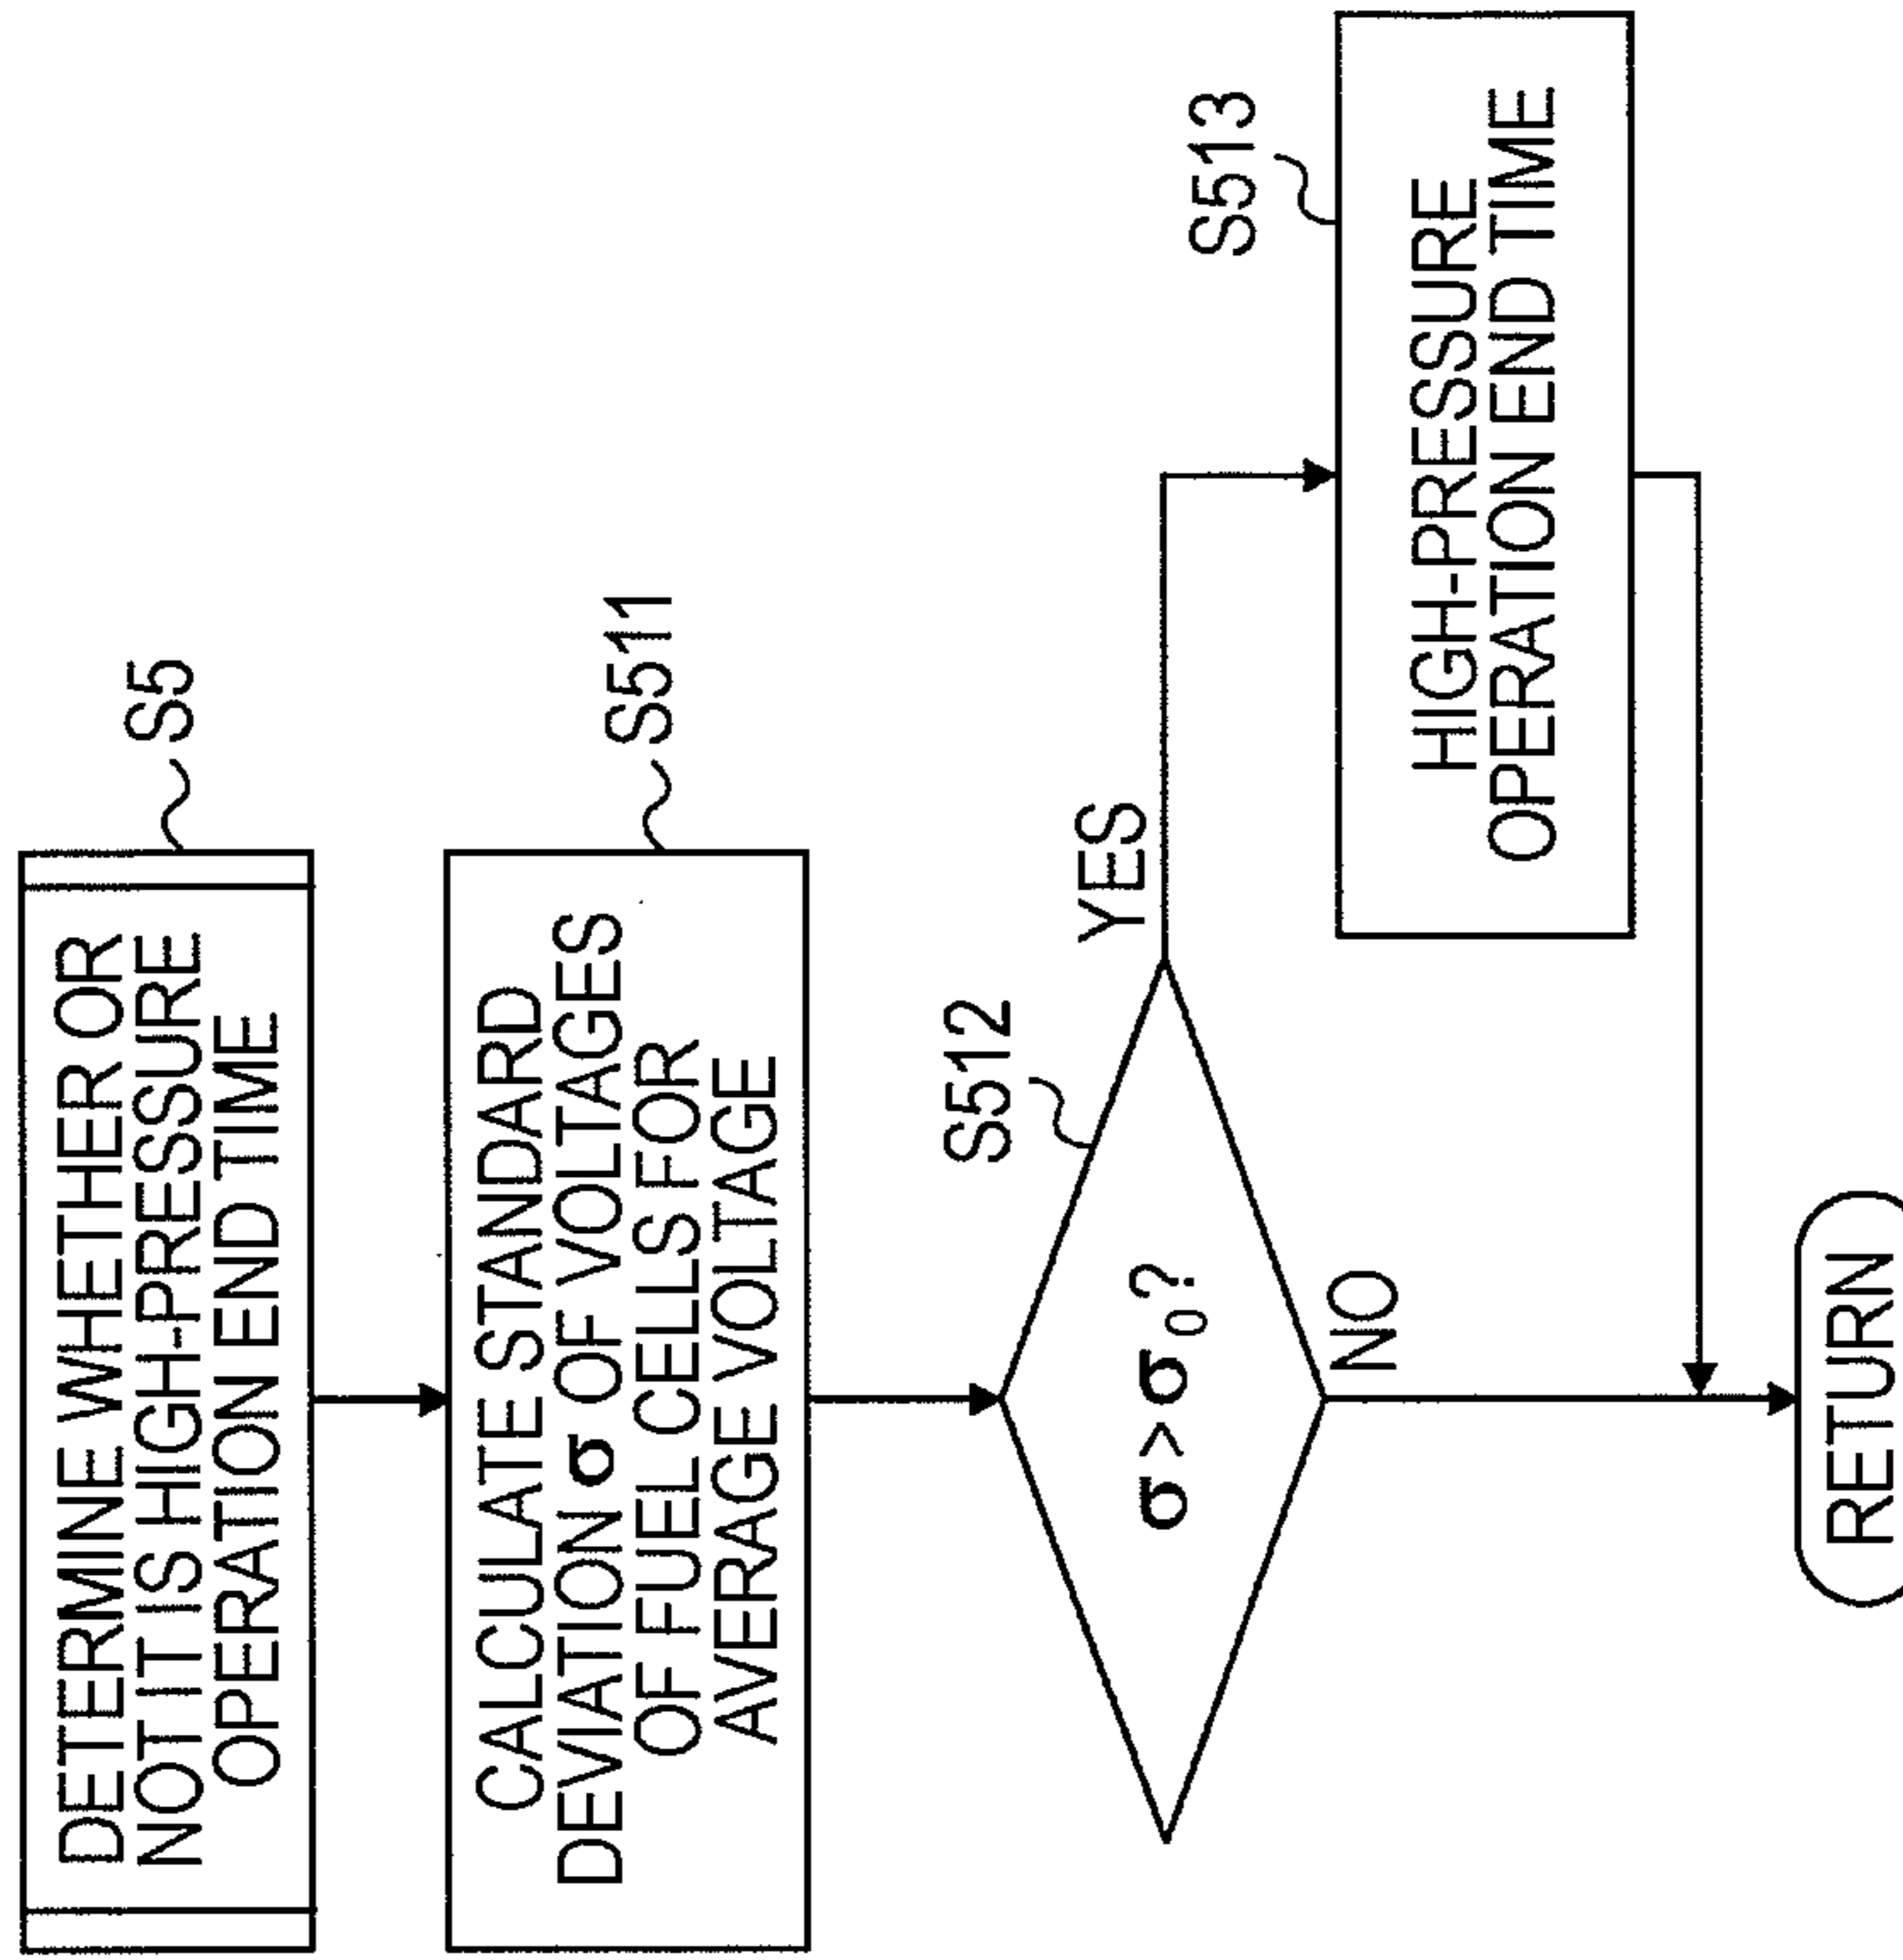 DETERMINE WHETHER OR
NOT IT IS HIGH-PRESSURE
OPERATION END TIME
S5
CALCULATE STANDARD
DEVIATION σ OF VOLTAGES
OF FUEL CELLS FOR
AVERAGE VOLTAGE
S511
σ>σ₀?
S512
YES
NO
HIGH-PRESSURE
OPERATION END TIME
S513
RETURN